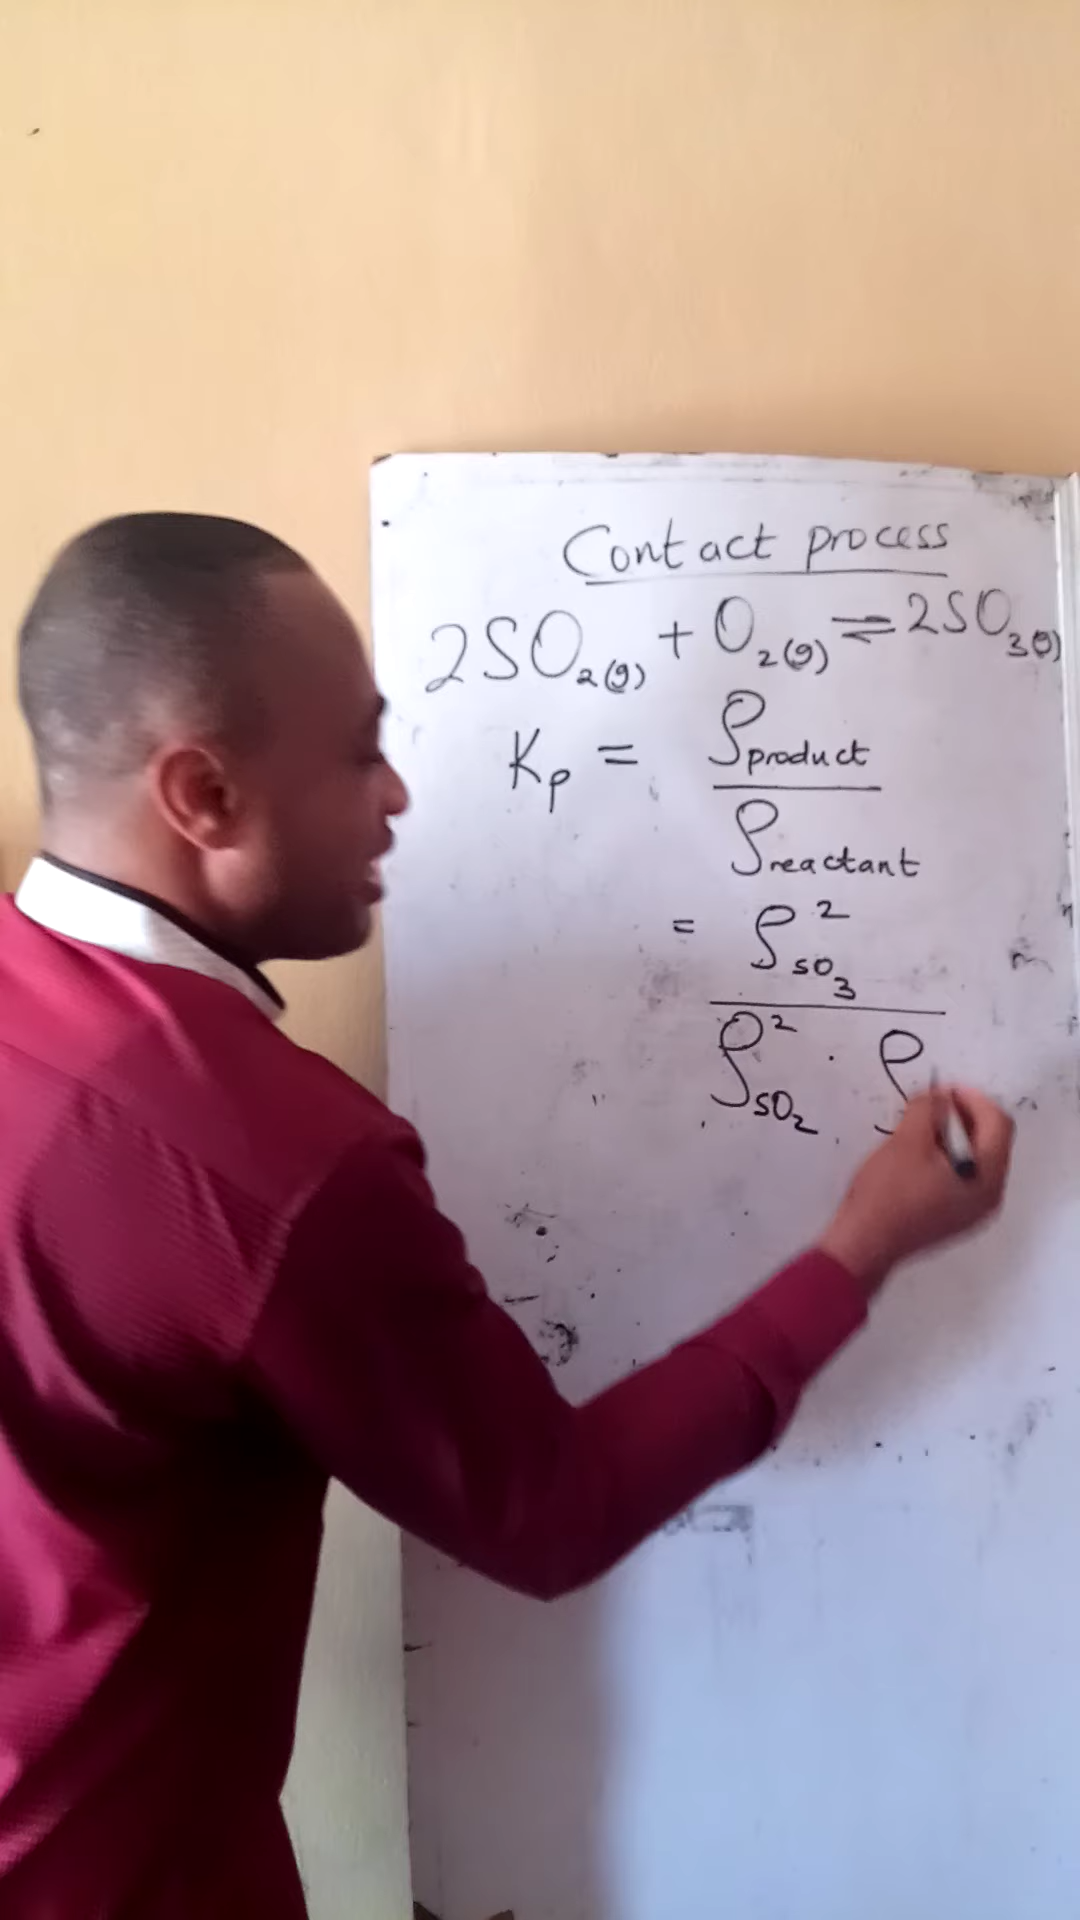 Contact process
2SO₂(g) + O₂(g) ⇌ 2SO₃(g)
Kp = Pproduct
Preactant
= P²SO₃
P²SO₂ · P